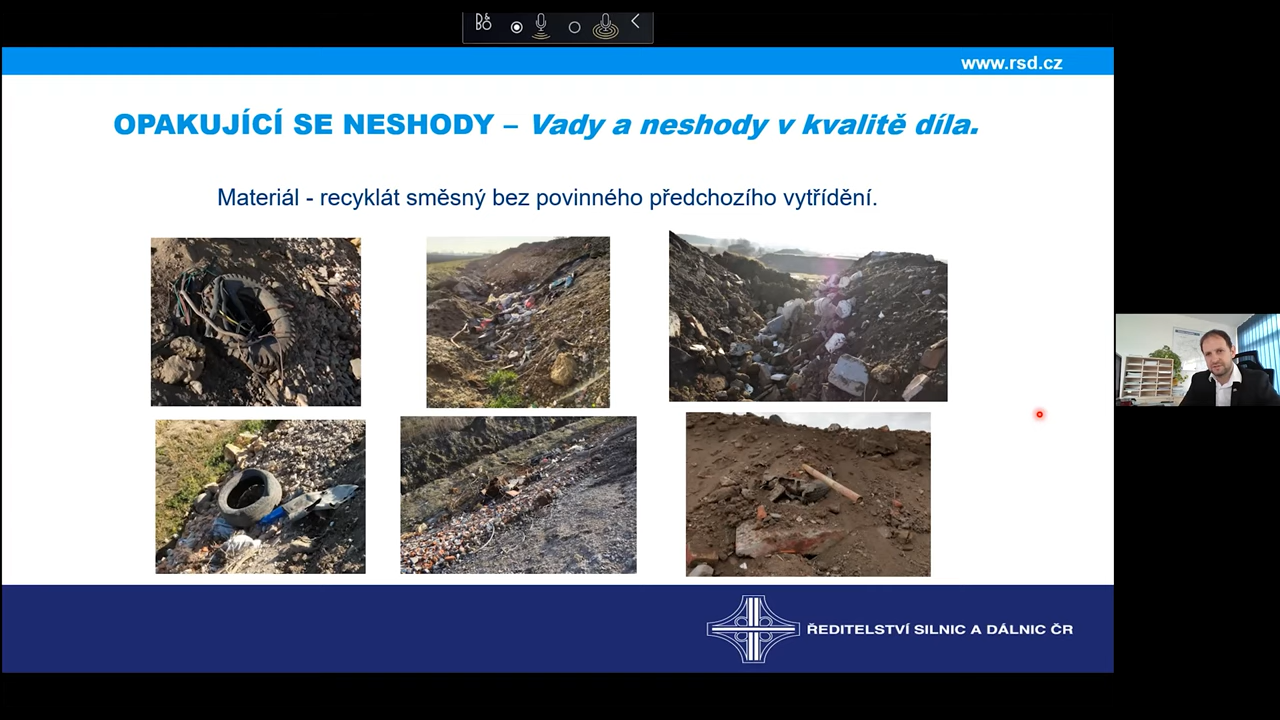 D&
BO
www.rsd.cz
OPAKUJÍCÍ SE NESHODY – Vady a neshody v kvalitě díla.
Materiál - recyklát směsný bez povinného předchozího vytřídění.
ŘEDITELSTVÍ SILNIC A DÁLNIC ČR